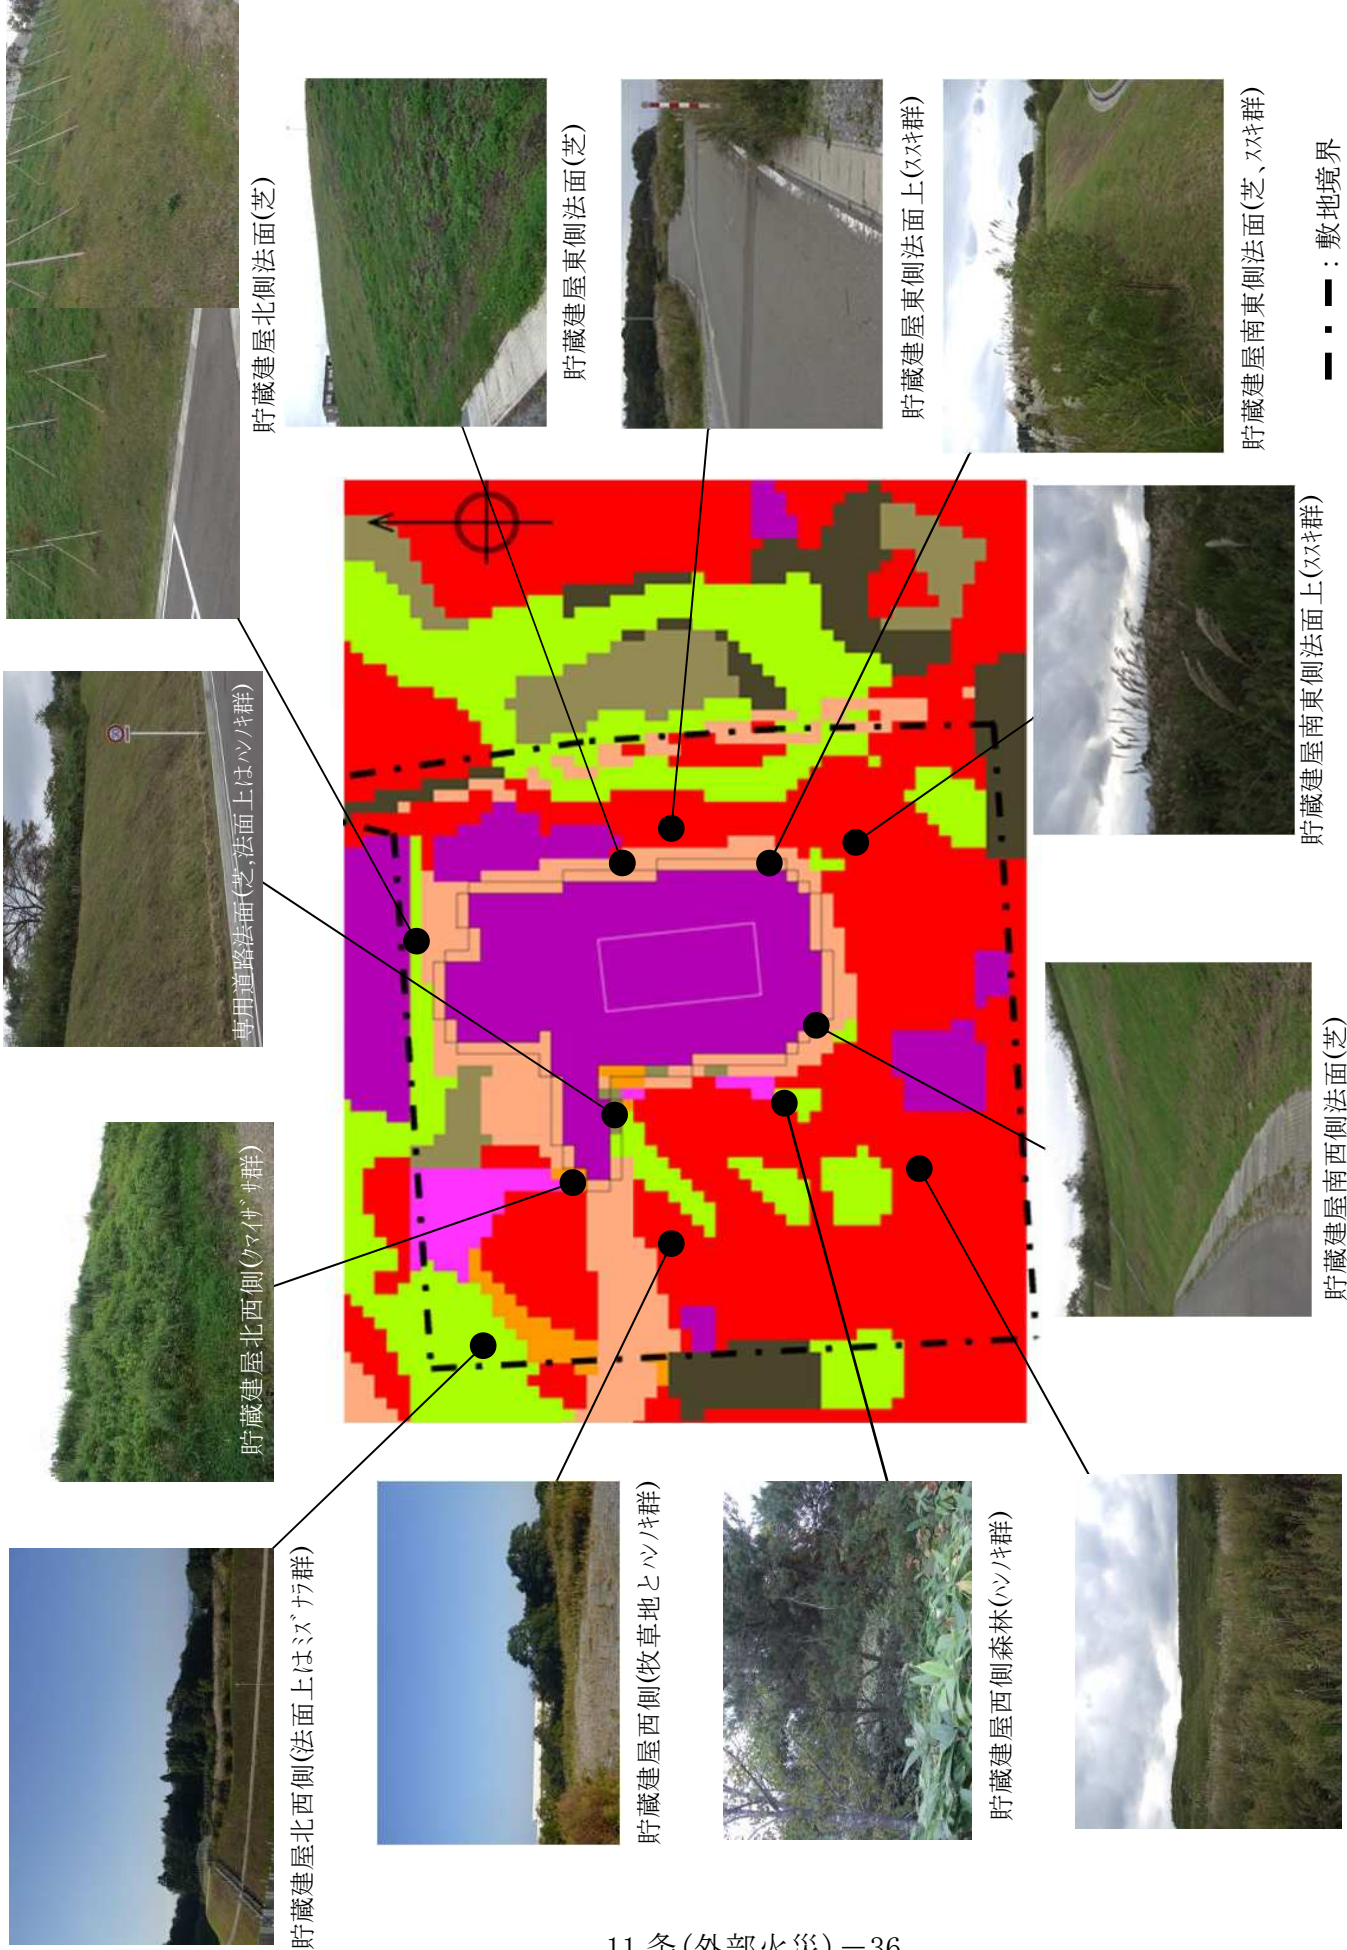 貯蔵建屋北西側(法面上はﾐｽﾞﾅﾗ群)
貯蔵建屋北西側(ｸﾏｲｻﾞｻ群)
専用道路法面(芝,法面上はﾊﾝﾉｷ群)
貯蔵建屋北側法面(芝)
貯蔵建屋東側法面(芝)
貯蔵建屋東側法面上(ｽｽｷ群)
貯蔵建屋南東側法面(芝、ｽｽｷ群)
貯蔵建屋南東側法面上(ｽｽｷ群)
貯蔵建屋南西側法面(芝)
貯蔵建屋西側(牧草地とﾊﾝﾉｷ群)
貯蔵建屋西側森林(ﾊﾝﾉｷ群)
:敷地境界
11条(外部火災)－36